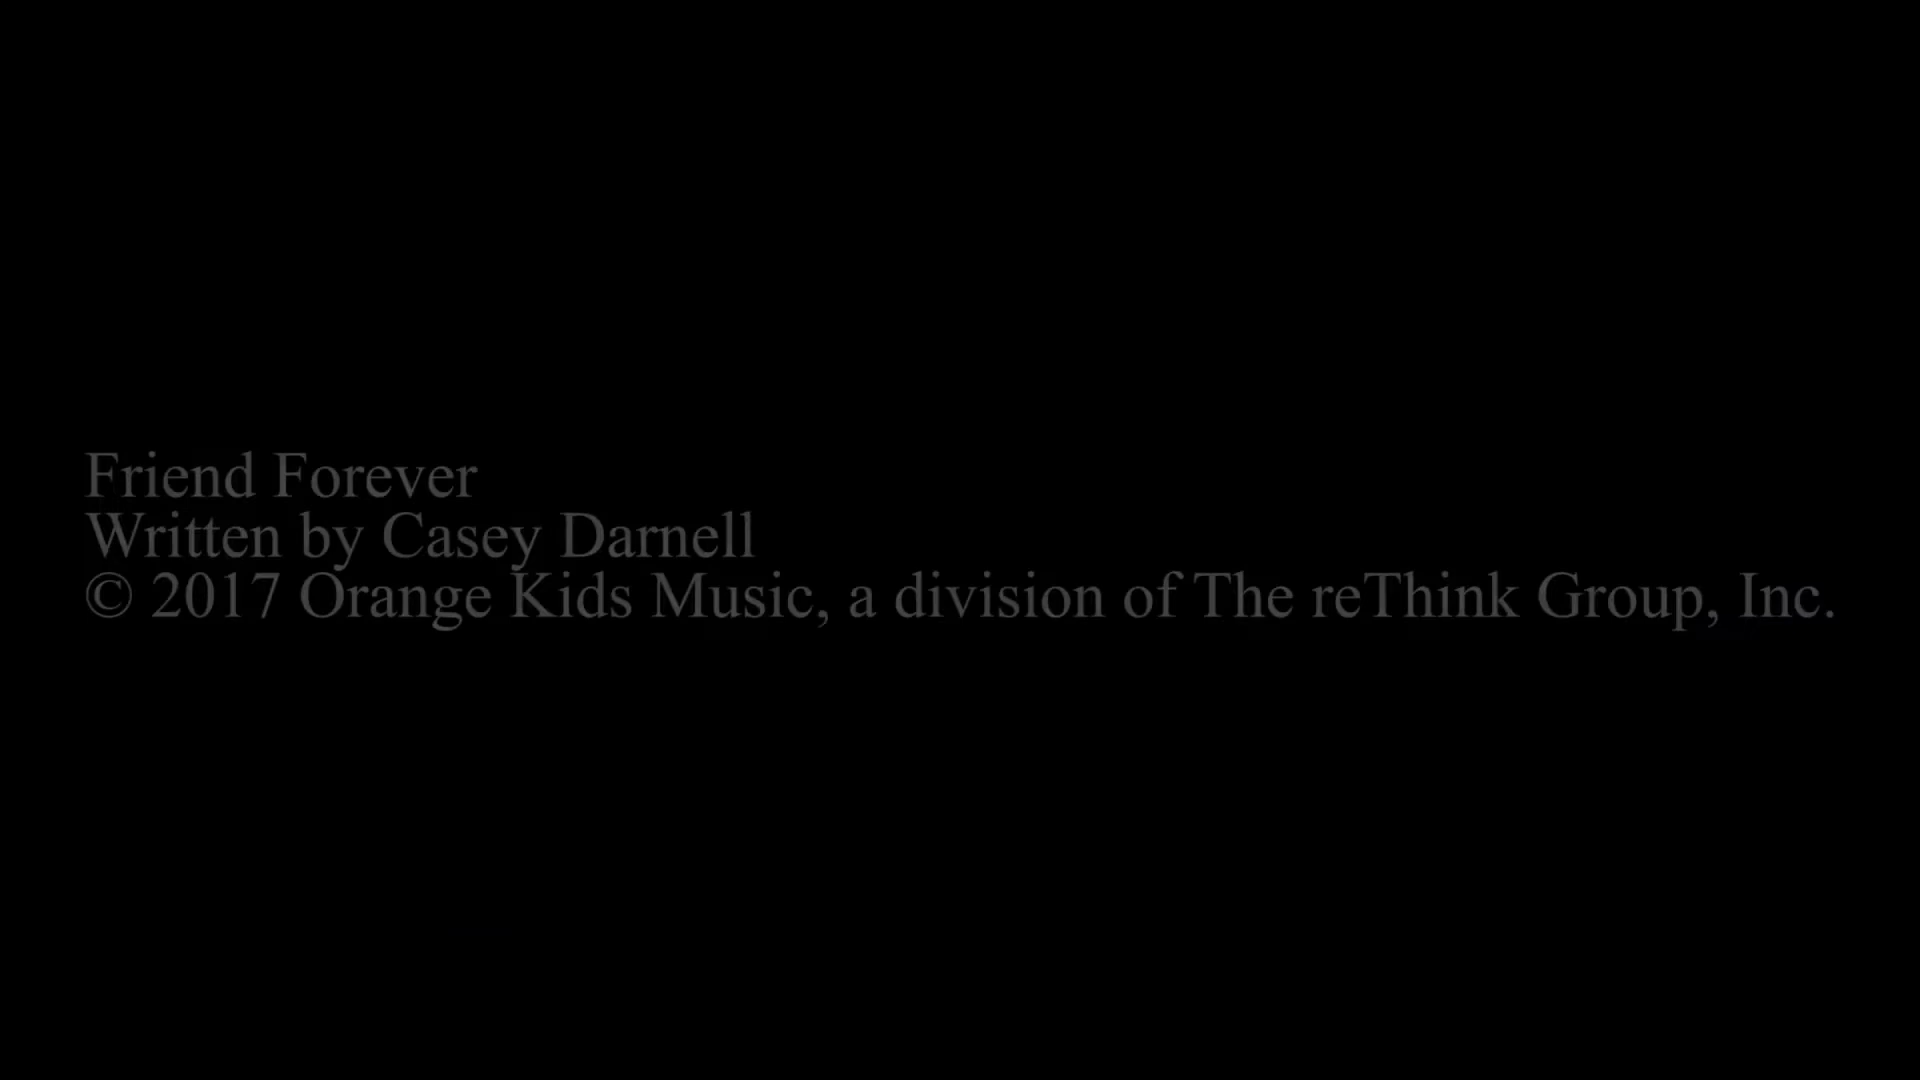 Friend Forever
Written by Casey Darnell
© 2017 Orange Kids Music, a division of The reThink Group, Inc.